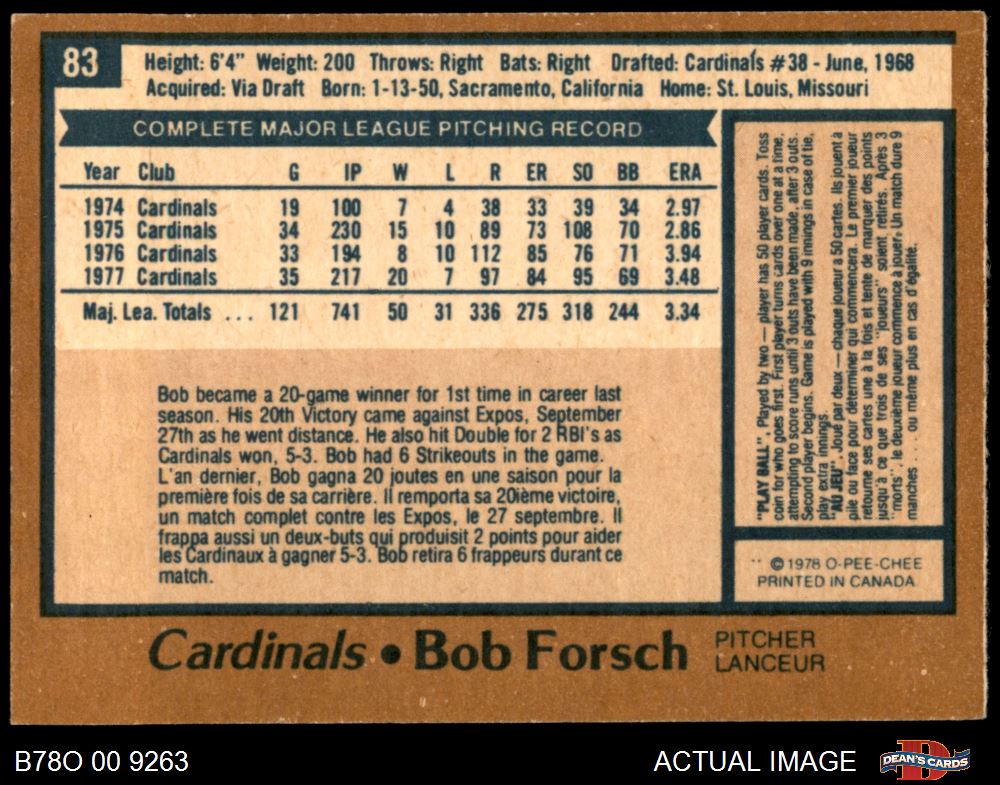 83
Height: 6'4" Weight: 200 Throws: Right Bats: Right Drafted: Cardinals #38 - June, 1968
Acquired: Via Draft Born: 1-13-50, Sacramento, California Home: St. Louis, Missouri
COMPLETE MAJOR LEAGUE PITCHING RECORD
Year Club G IP W L R ER SO BB ERA
1974 Cardinals 19 100 7 4 38 33 39 34 2.97
1975 Cardinals 34 230 15 10 89 73 108 70 2.86
1976 Cardinals 33 194 8 10 112 85 76 71 3.94
1977 Cardinals 35 217 20 7 97 84 95 69 3.48
Maj. Lea. Totals ... 121 741 50 31 336 275 318 244 3.34
Bob became a 20-game winner for 1st time in career last
season. His 20th Victory came against Expos, September
27th as he went distance. He also hit Double for 2 RBI's as
Cardinals won, 5-3. Bob had 6 Strikeouts in the game.
L'an dernier, Bob gagna 20 joutes en une saison pour la
première fois de sa carrière. Il remporta sa 20ième victoire,
un match complet contre les Expos, le 27 septembre. Il
frappa aussi un deux-buts qui produisit 2 points pour aider
les Cardinaux à gagner 5-3. Bob retira 6 frappeurs durant ce
match.
"PLAY BALL". Played by two — player has 50 player cards. Toss
coin for who goes first. First player turns cards over one at a time,
attempting to score runs until 3 outs have been made, after 3 outs.
Second player begins. Game is played with 9 innings in case of tie,
play extra innings.
"AU JEU". Joué par deux — chaque joueur a 50 cartes. Ils jouent à
pile ou face pour déterminer qui commencera. Le premier joueur
retourne ses cartes une à la fois et tente de marquer des points
jusqu'à ce que trois de ses "joueurs" soient retirés. Après 3
"morts", le deuxième joueur commence à jouer. Un match dure 9
manches . . . ou même plus en cas d'égalité.
© 1978 O-PEE-CHEE
PRINTED IN CANADA
Cardinals • Bob Forsch PITCHER
LANCEUR
B78O 00 9263
ACTUAL IMAGE
DEAN'S CARDS